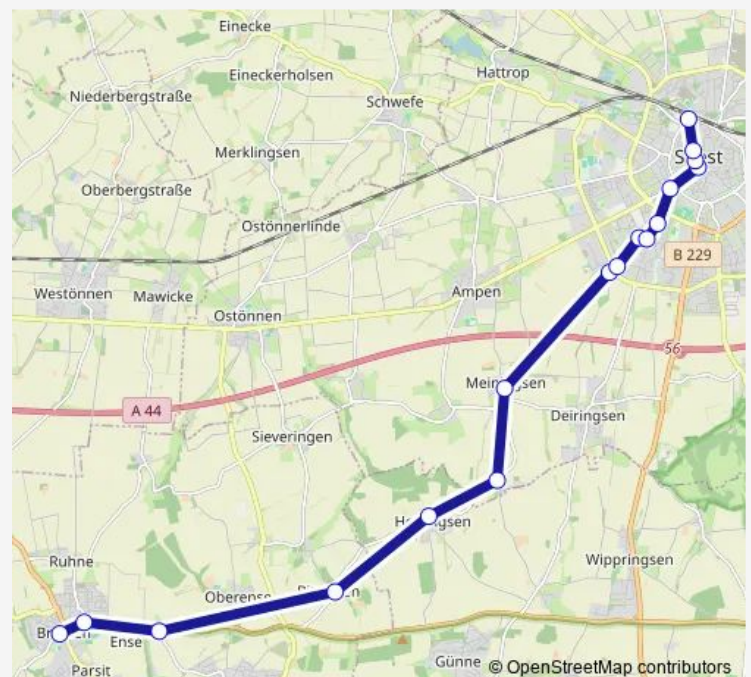 Einecke
Hattrop
Eineckerholsen
Niederbergstraße
Schwefe
Merklingsen
Oberbergstraße
Ostönnerlinde
B 229
Westönnen
Mawicke
Ampen
Ostönnen
56
A 44
Deiringsen
Sieveringen
Ruhne
Wippringsen
Ense
Günne
Parsit
© OpenStreetMap contributors